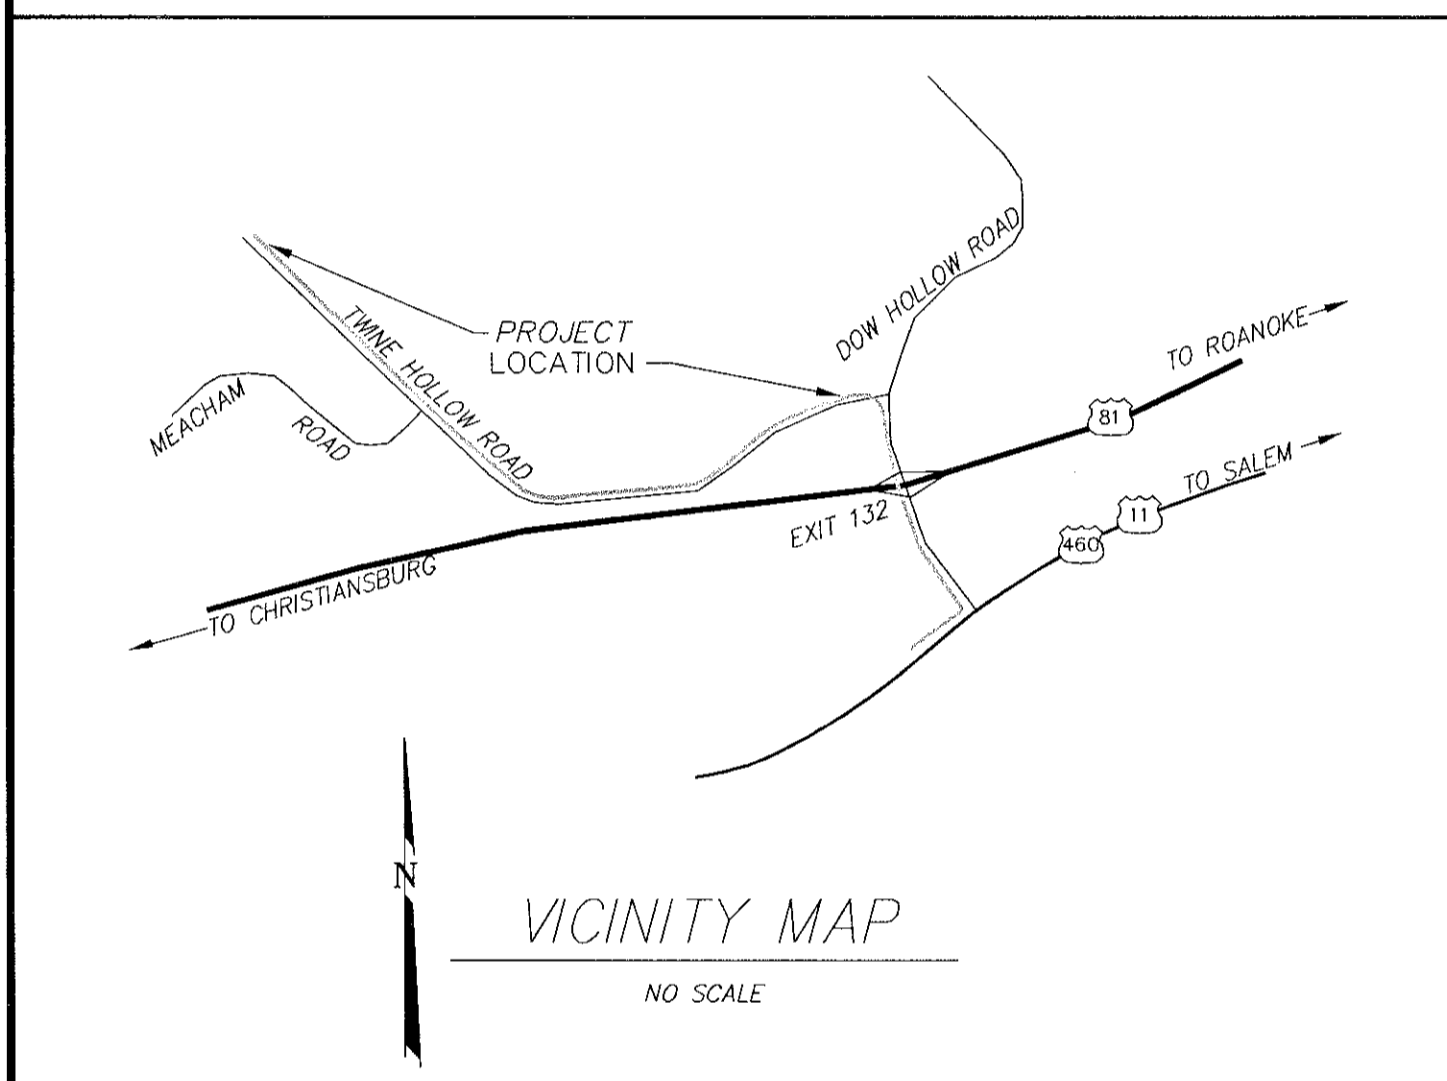 DOW HOLLOW ROAD
TO ROANOKE
PROJECT
LOCATION
TWINE HOLLOW ROAD
MEACHAM
ROAD
81
TO SALEM
11
460
EXIT 132
TO CHRISTIANSBURG
N
VICINITY MAP
NO SCALE